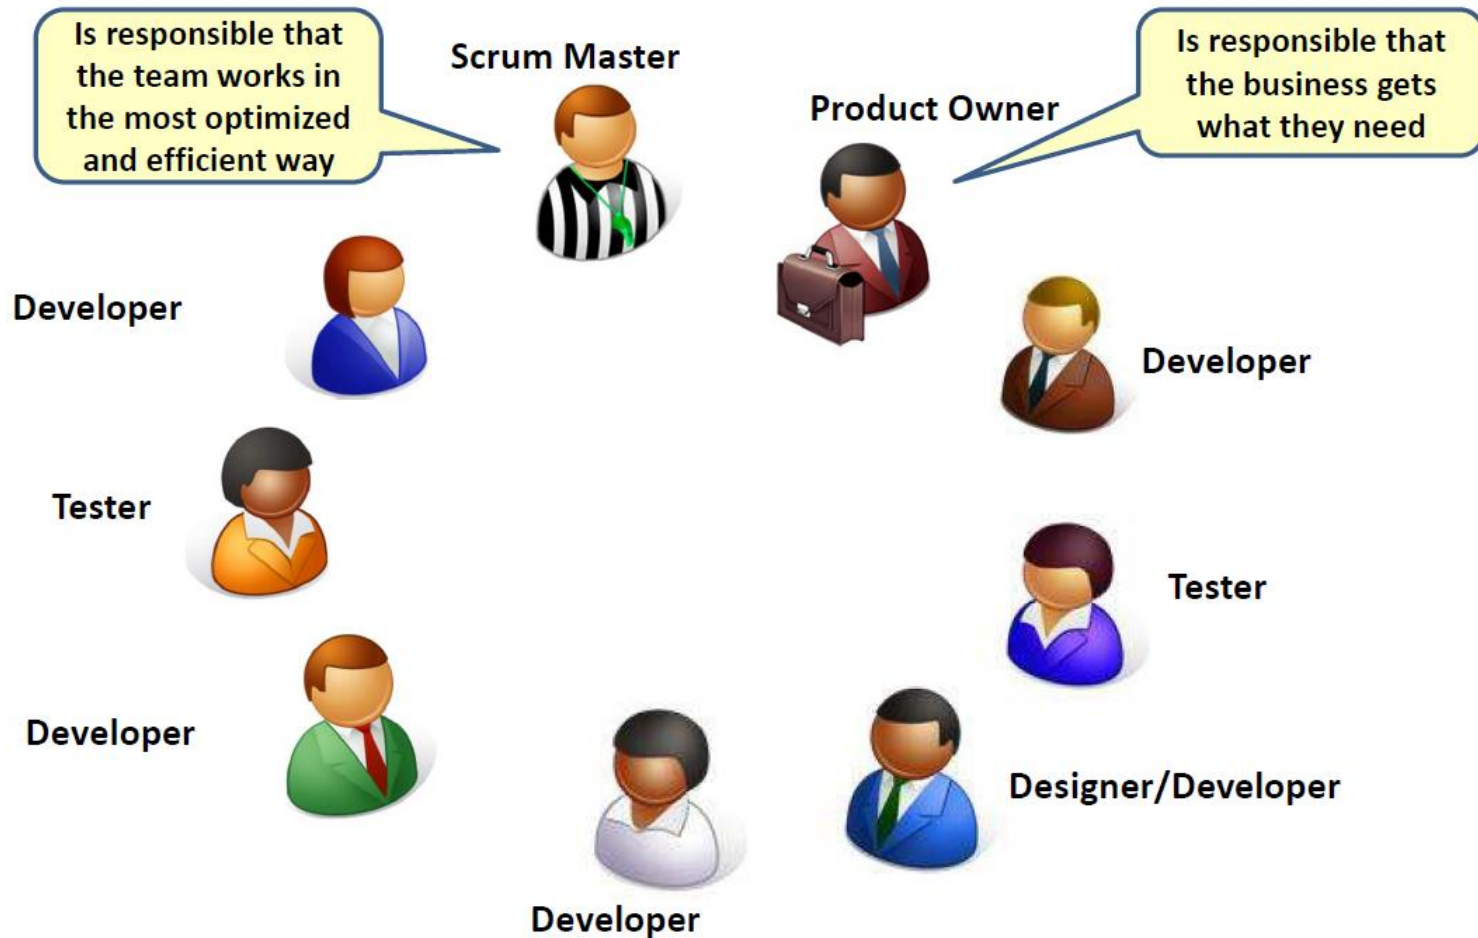 Is responsible that
the team works in
the most optimized
and efficient way
Scrum Master
Product Owner
Is responsible that
the business gets
what they need
Developer
Developer
Tester
Tester
Developer
Designer/Developer
Developer